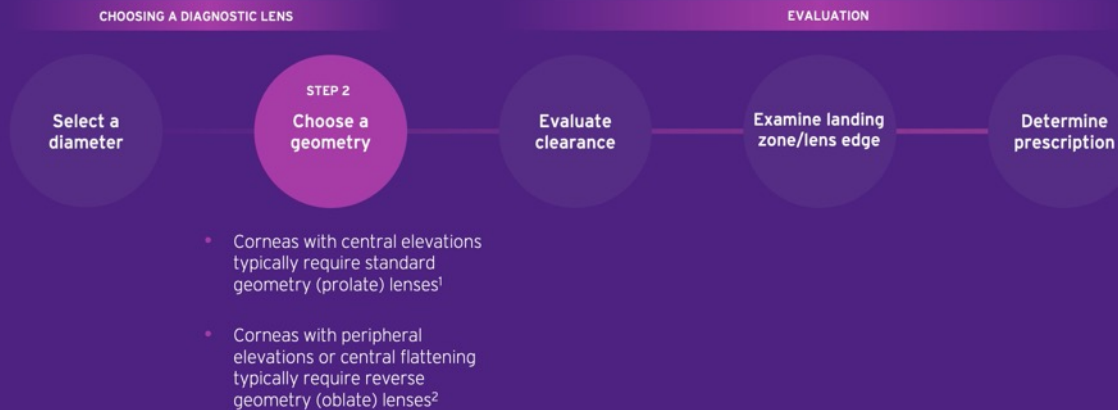 CHOOSING A DIAGNOSTIC LENS
EVALUATION
Select a
diameter
STEP 2
Choose a
geometry
Evaluate
clearance
Examine landing
zone/lens edge
Determine
prescription
• Corneas with central elevations
typically require standard
geometry (prolate) lenses¹
• Corneas with peripheral
elevations or central flattening
typically require reverse
geometry (oblate) lenses²